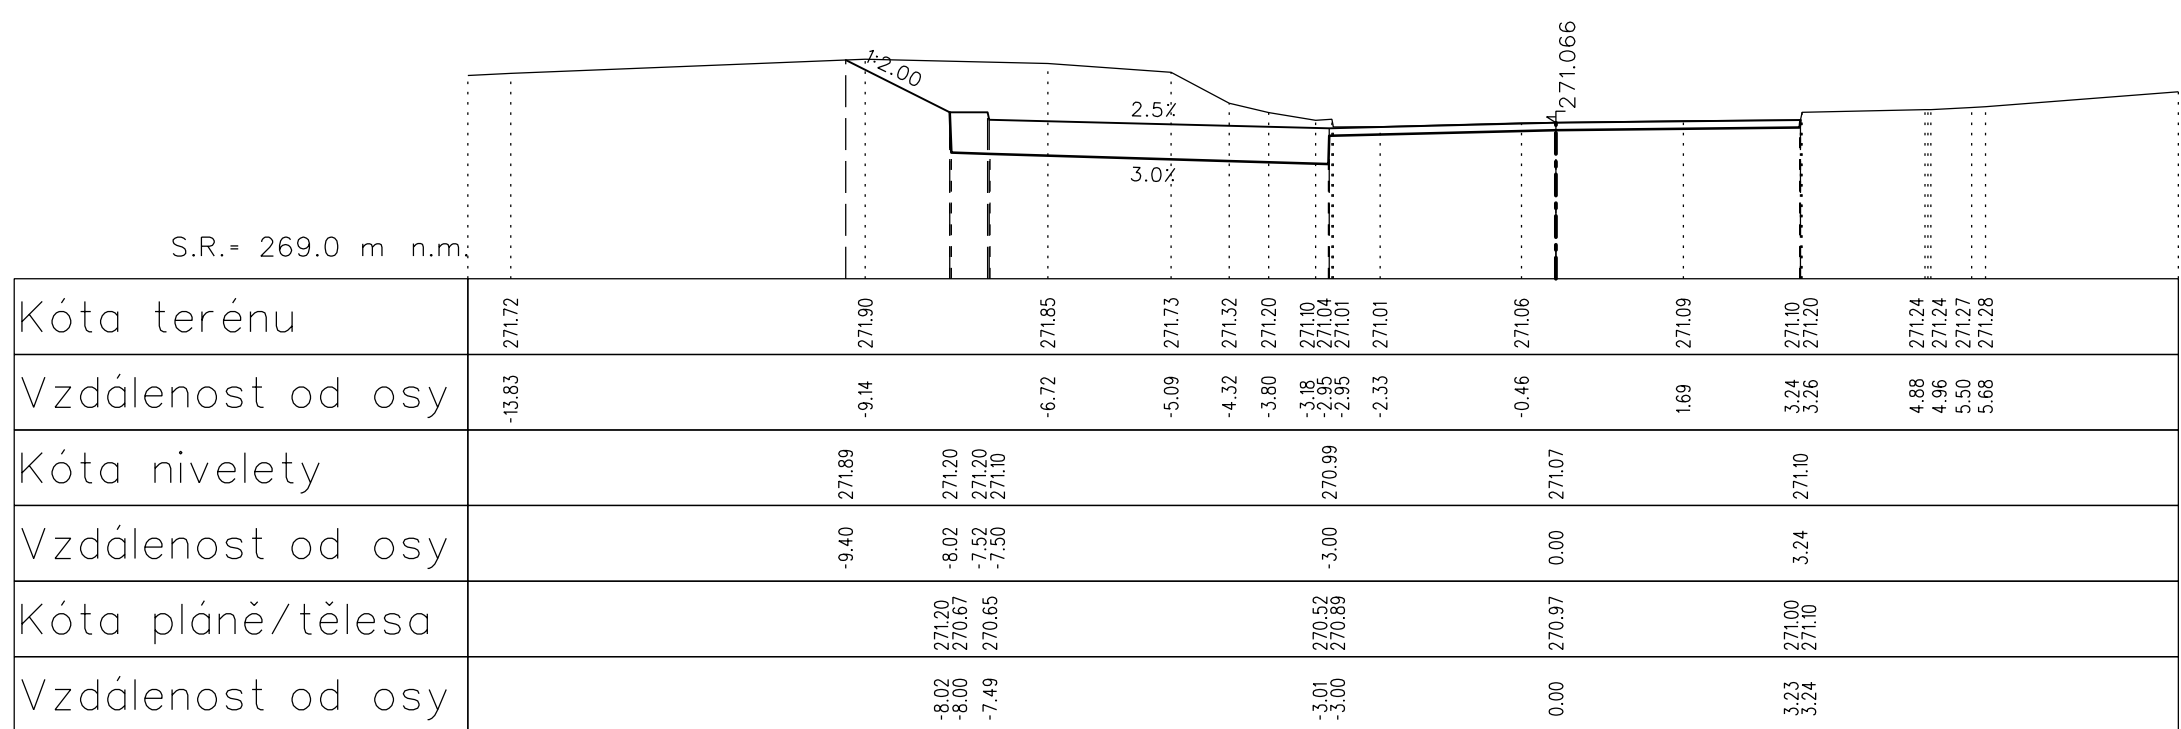 271.066
1:2.00
2.5%
3.0%
S.R.= 269.0 m n.m.
Kóta terénu 271.72 271.90 271.85 271.73 271.32 271.20 271.10 271.04 271.01 271.01 271.06 271.09 271.10 271.20 271.24 271.24 271.27 271.28
Vzdálenost od osy -13.83 -9.14 -6.72 -5.09 -4.32 -3.80 -3.18 -2.95 -2.95 -2.33 -0.46 1.69 3.24 3.26 4.88 4.96 5.50 5.68
Kóta nivelety 271.89 271.20 271.20 271.10 270.99 271.07 271.10
Vzdálenost od osy -9.40 -8.02 -7.52 -7.50 -3.00 0.00 3.24
Kóta pláně/tělesa 271.20 270.67 270.65 270.52 270.89 270.97 271.00 271.10
Vzdálenost od osy -8.02 -8.00 -7.49 -3.01 -3.00 0.00 3.23 3.24